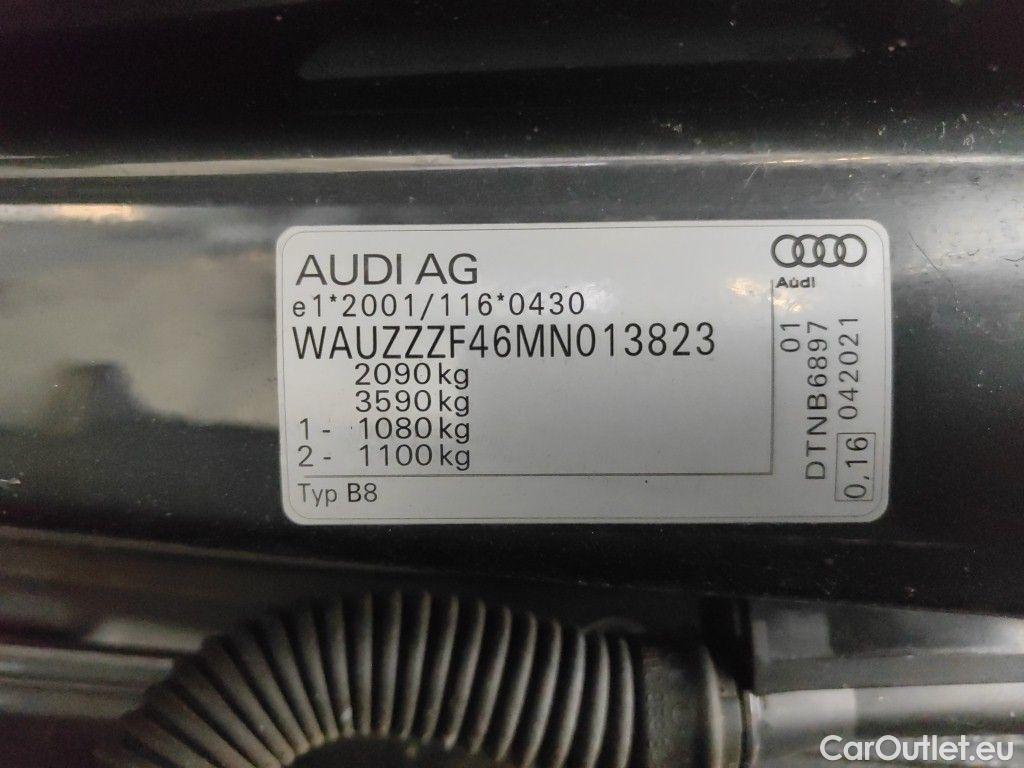 AUDI AG
e1*2001/116*0430
WAUZZZF46MN013823
2090 kg
3590 kg
1 - 1080 kg
2 - 1100 kg
Typ B8
Audi
DTNB6897 01
0,16 042021
CarOutlet.eu